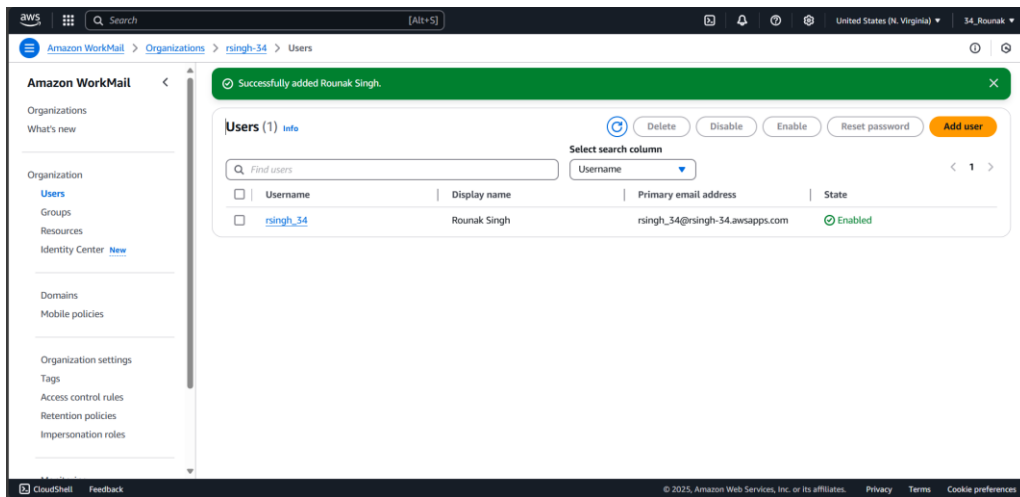 aws Search [Alt+S] United States (N. Virginia) ▼ 34_Rounak ▼
Amazon WorkMail > Organizations > rsingh-34 > Users
Amazon WorkMail
Organizations
What's new
Organization
Users
Groups
Resources
Identity Center New
Domains
Mobile policies
Organization settings
Tags
Access control rules
Retention policies
Impersonation roles
Successfully added Rounak Singh.
Users (1) Info Delete Disable Enable Reset password Add user
Select search column
Find users Username ▼ < 1 >
Username Display name Primary email address State
rsingh_34 Rounak Singh rsingh_34@rsingh-34.awsapps.com Enabled
CloudShell Feedback © 2025, Amazon Web Services, Inc. or its affiliates. Privacy Terms Cookie preferences